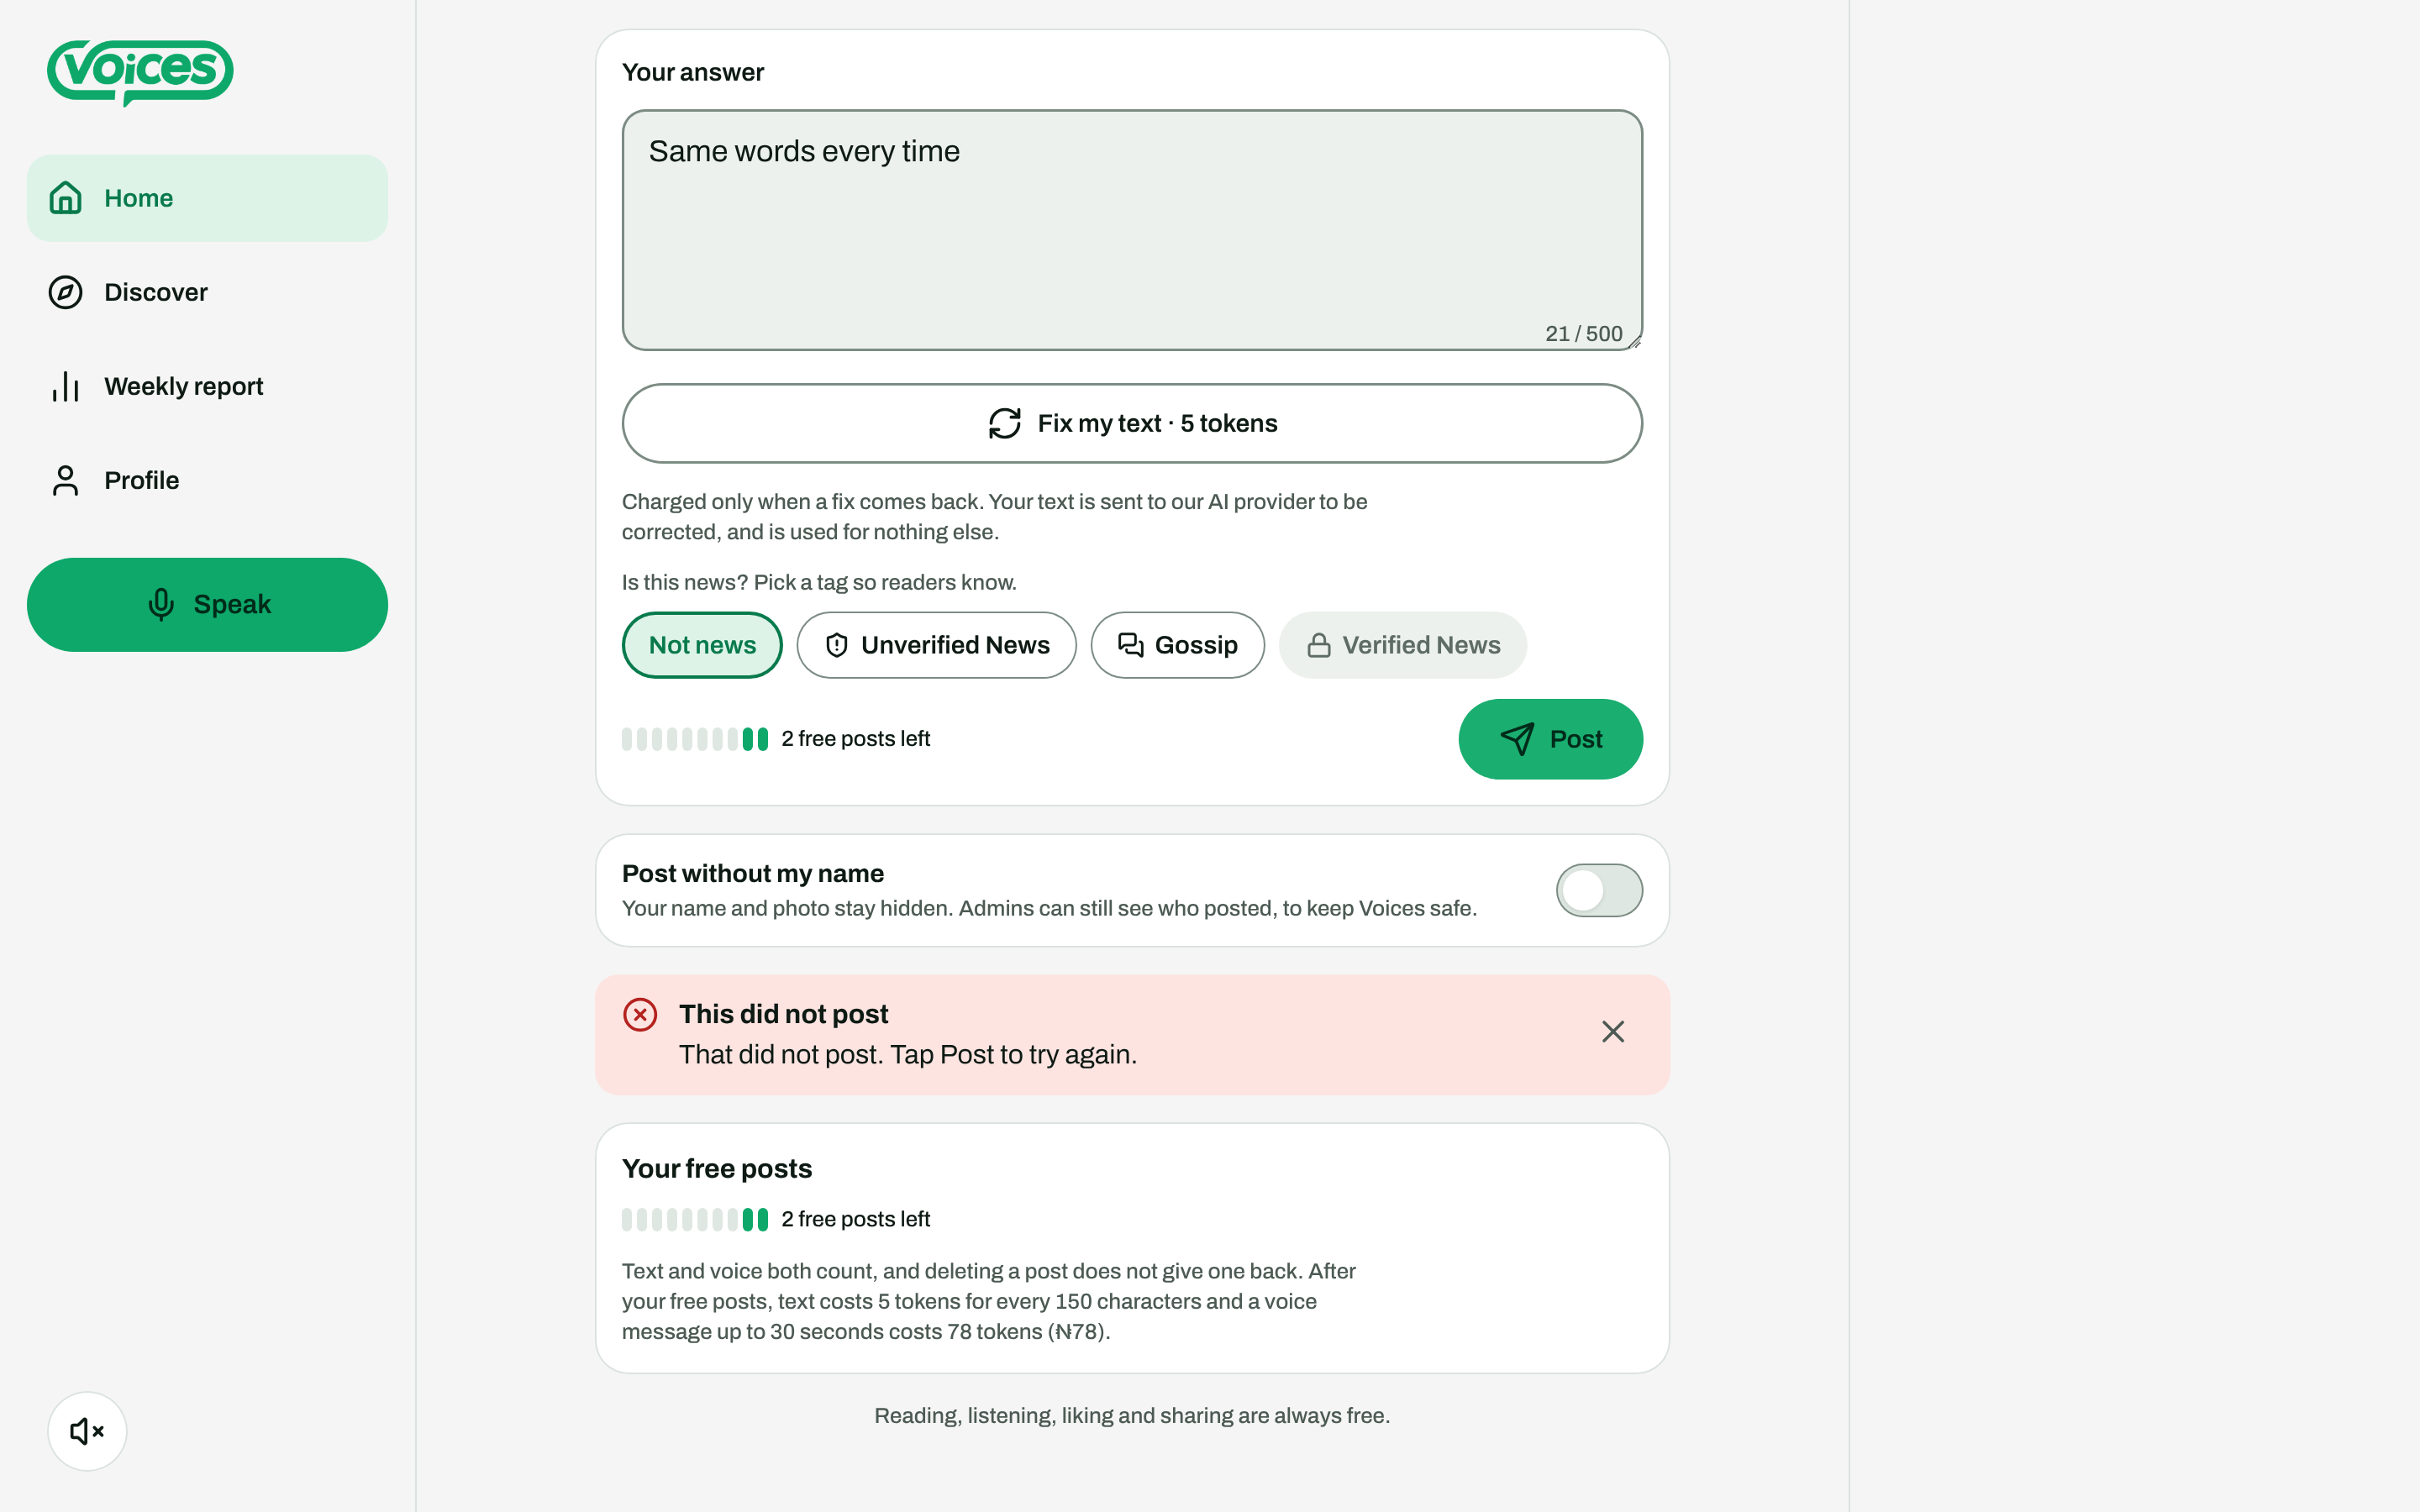 Voices
Home
Discover
Weekly report
Profile
Speak
Your answer
Same words every time
21 / 500
Fix my text · 5 tokens
Charged only when a fix comes back. Your text is sent to our AI provider to be
corrected, and is used for nothing else.
Is this news? Pick a tag so readers know.
Not news
Unverified News
Gossip
Verified News
2 free posts left
Post
Post without my name
Your name and photo stay hidden. Admins can still see who posted, to keep Voices safe.
This did not post
That did not post. Tap Post to try again.
Your free posts
2 free posts left
Text and voice both count, and deleting a post does not give one back. After
your free posts, text costs 5 tokens for every 150 characters and a voice
message up to 30 seconds costs 78 tokens (₦78).
Reading, listening, liking and sharing are always free.